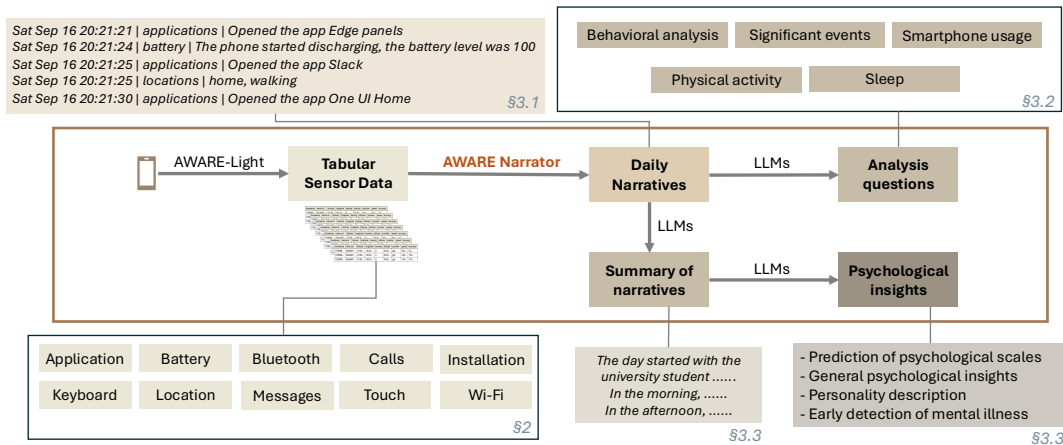 Sat Sep 16 20:21:21 | applications | Opened the app Edge panels
Sat Sep 16 20:21:24 | battery | The phone started discharging, the battery level was 100
Sat Sep 16 20:21:25 | applications | Opened the app Slack
Sat Sep 16 20:21:25 | locations | home, walking
Sat Sep 16 20:21:30 | applications | Opened the app One UI Home
§3.1
Behavioral analysis
Significant events
Smartphone usage
Physical activity
Sleep
§3.2
AWARE-Light
Tabular
Sensor Data
AWARE Narrator
Daily
Narratives
LLMs
Analysis
questions
LLMs
Summary of
narratives
LLMs
Psychological
insights
Application
Battery
Bluetooth
Calls
Installation
Keyboard
Location
Messages
Touch
Wi-Fi
§2
The day started with the
university student ......
In the morning, ......
In the afternoon, ......
§3.3
- Prediction of psychological scales
- General psychological insights
- Personality description
- Early detection of mental illness
§3.3